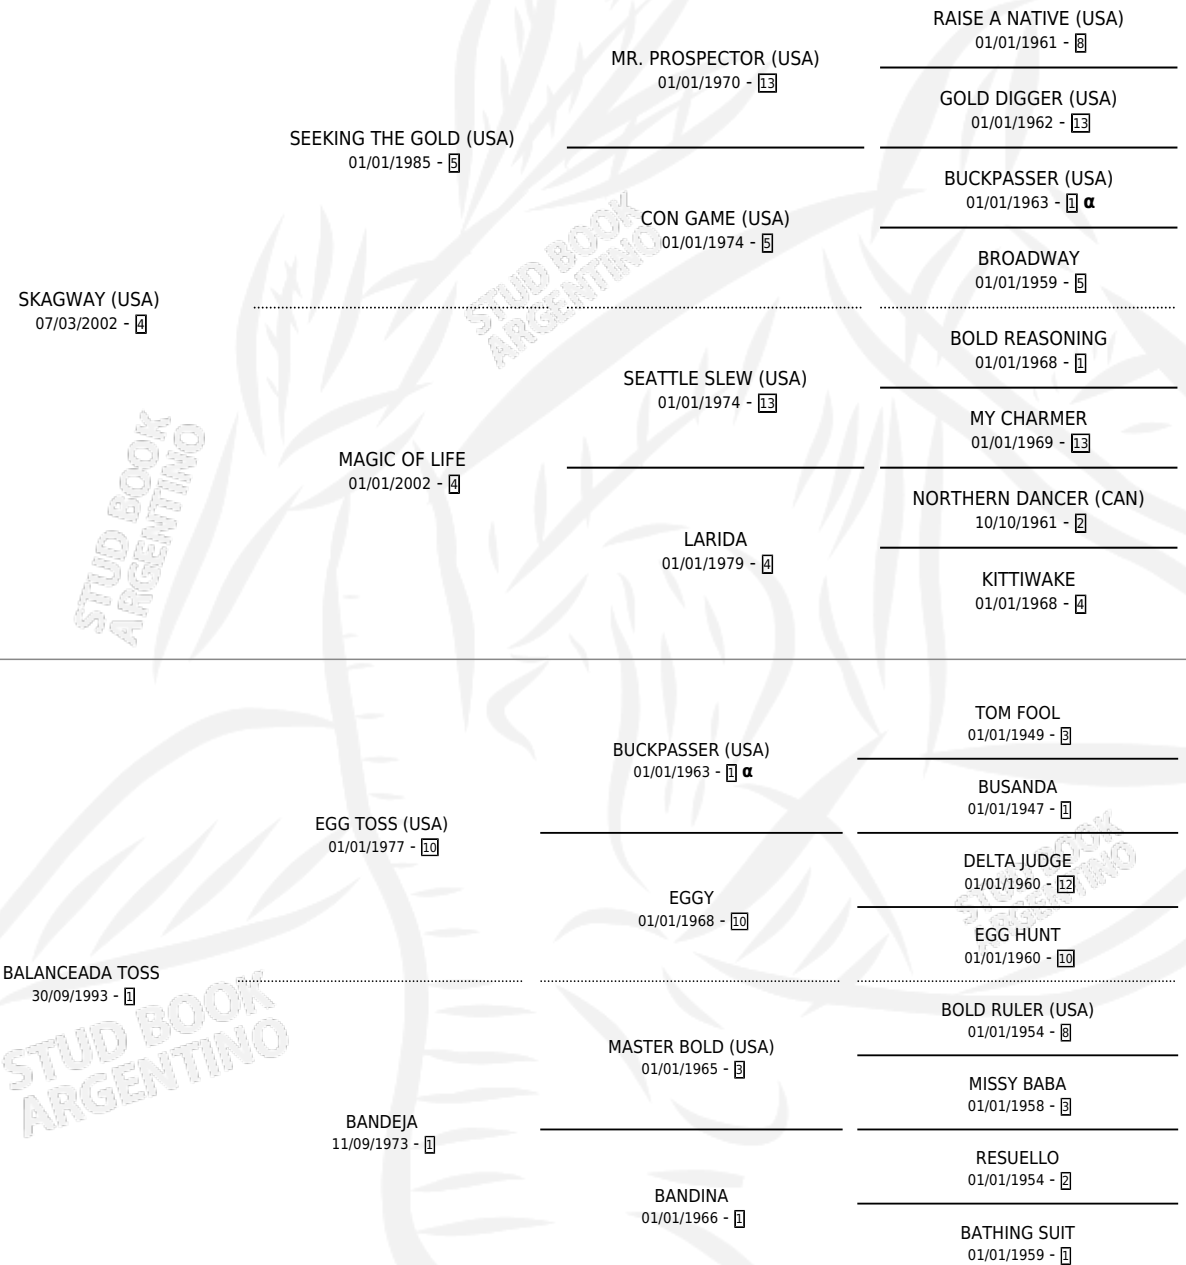 RAISE A NATIVE (USA)
01/01/1961 - 8
MR. PROSPECTOR (USA)
01/01/1970 - 13
GOLD DIGGER (USA)
01/01/1962 - 13
SEEKING THE GOLD (USA)
01/01/1985 - 5
BUCKPASSER (USA)
01/01/1963 - 1 α
CON GAME (USA)
01/01/1974 - 5
BROADWAY
01/01/1959 - 5
SKAGWAY (USA)
07/03/2002 - 4
BOLD REASONING
01/01/1968 - 1
SEATTLE SLEW (USA)
01/01/1974 - 13
MY CHARMER
01/01/1969 - 13
MAGIC OF LIFE
01/01/2002 - 4
NORTHERN DANCER (CAN)
10/10/1961 - 2
LARIDA
01/01/1979 - 4
KITTIWAKE
01/01/1968 - 4
TOM FOOL
01/01/1949 - 3
BUCKPASSER (USA)
01/01/1963 - 1 α
BUSANDA
01/01/1947 - 1
EGG TOSS (USA)
01/01/1977 - 10
DELTA JUDGE
01/01/1960 - 12
EGGY
01/01/1968 - 10
EGG HUNT
01/01/1960 - 10
BALANCEADA TOSS
30/09/1993 - 1
BOLD RULER (USA)
01/01/1954 - 8
MASTER BOLD (USA)
01/01/1965 - 3
MISSY BABA
01/01/1958 - 3
BANDEJA
11/09/1973 - 1
RESUELLO
01/01/1954 - 2
BANDINA
01/01/1966 - 1
BATHING SUIT
01/01/1959 - 1
STUD BOOK
ARGENTINO
STUD BOOK
ARGENTINO
STUD BOOK
ARGENTINO
STUD BOOK
ARGENTINO